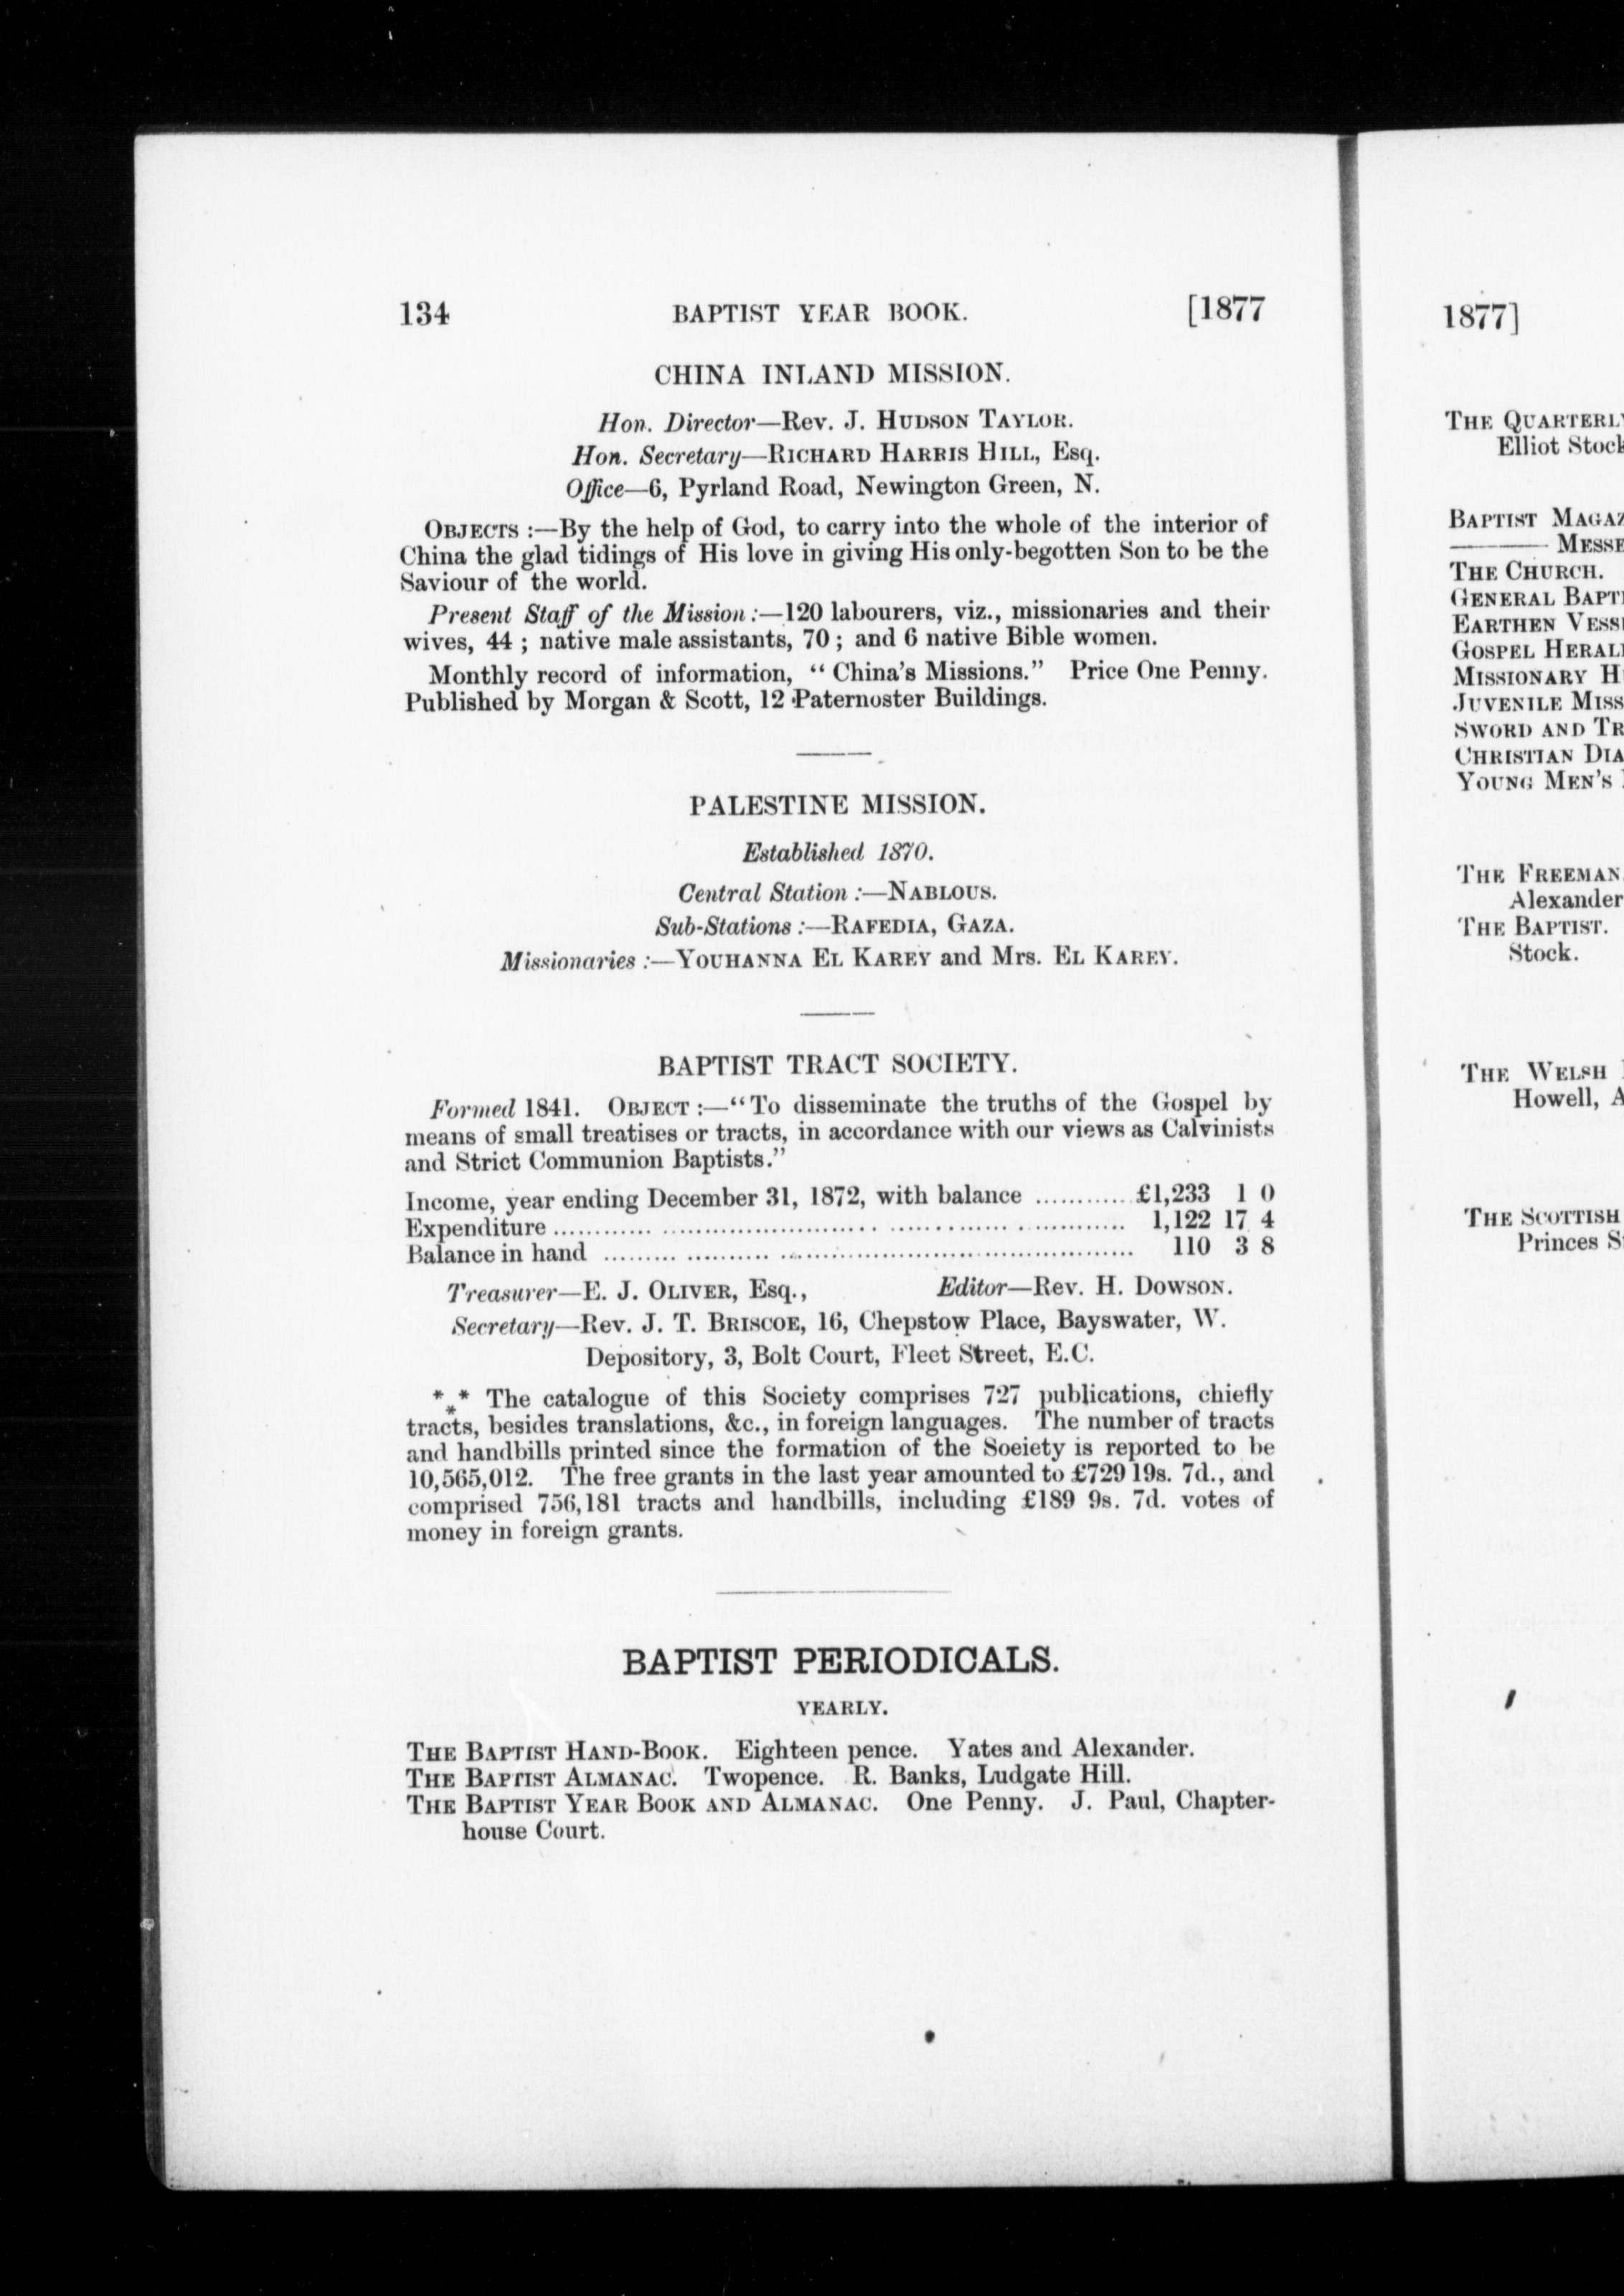 134 BAPTIST YEAR BOOK. [1877
CHINA INLAND MISSION.
Hon. Director—Rev. J. HUDSON TAYLOR.
Hon. Secretary—RICHARD HARRIS HILL, Esq.
Office—6, Pyrland Road, Newington Green, N.
OBJECTS :—By the help of God, to carry into the whole of the interior of
China the glad tidings of His love in giving His only-begotten Son to be the
Saviour of the world.
Present Staff of the Mission :—120 labourers, viz., missionaries and their
wives, 44 ; native male assistants, 70 ; and 6 native Bible women.
Monthly record of information, “ China's Missions.” Price One Penny.
Published by Morgan & Scott, 12 Paternoster Buildings.
PALESTINE MISSION.
Established 1870.
Central Station :—NABLOUS.
Sub-Stations :—RAFEDIA, GAZA.
Missionaries :—YOUHANNA EL KAREY and Mrs. EL KAREY.
BAPTIST TRACT SOCIETY.
Formed 1841. OBJECT :—“To disseminate the truths of the Gospel by
means of small treatises or tracts, in accordance with our views as Calvinists
and Strict Communion Baptists.”
Income, year ending December 31, 1872, with balance ............ £1,233 1 0
Expenditure ............ 1,122 17 4
Balance in hand ............ 110 3 8
Treasurer—E. J. OLIVER, Esq., Editor—Rev. H. DOWSON.
Secretary—Rev. J. T. BRISCOE, 16, Chepstow Place, Bayswater, W.
Depository, 3, Bolt Court, Fleet Street, E.C.
*** The catalogue of this Society comprises 727 publications, chiefly
tracts, besides translations, &c., in foreign languages. The number of tracts
and handbills printed since the formation of the Soeiety is reported to be
10,565,012. The free grants in the last year amounted to £729 19s. 7d., and
comprised 756,181 tracts and handbills, including £189 9s. 7d. votes of
money in foreign grants.
BAPTIST PERIODICALS.
YEARLY.
THE BAPTIST HAND-BOOK. Eighteen pence. Yates and Alexander.
THE BAPTIST ALMANAC. Twopence. R. Banks, Ludgate Hill.
THE BAPTIST YEAR BOOK AND ALMANAC. One Penny. J. Paul, Chapter-
house Court.
1877]
THE QUARTERLY
Elliot Stock
BAPTIST MAGAZ
——— MESSE
THE CHURCH.
GENERAL BAPT
EARTHEN VESS
GOSPEL HERAL
MISSIONARY H
JUVENILE MISS
SWORD AND TR
CHRISTIAN DIA
YOUNG MEN'S
THE FREEMAN
Alexander
THE BAPTIST.
Stock.
THE WELSH
Howell, A
THE SCOTTISH
Princes S